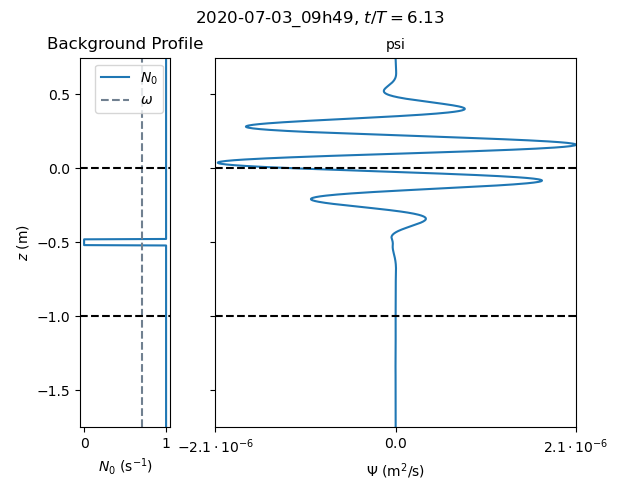 2020-07-03_09h49, t/T = 6.13
Background Profile
psi
N₀
ω
0.5
0.0
−0.5
−1.0
−1.5
z (m)
0
1
N₀ (s⁻¹)
−2.1 · 10⁻⁶
0.0
2.1 · 10⁻⁶
Ψ (m²/s)